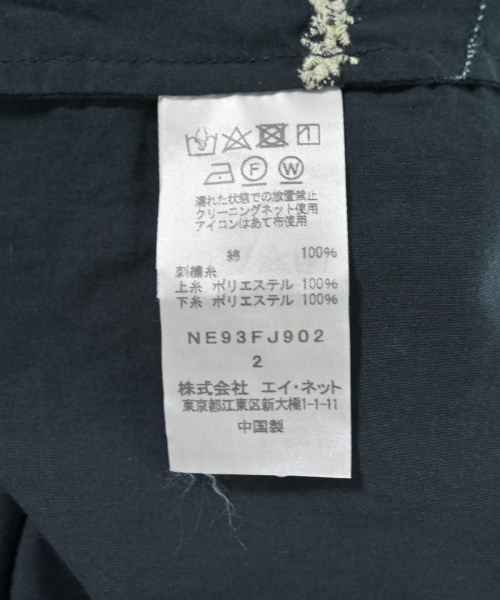 F W
濡れた状態での放置禁止
クリーニングネット使用
アイロンはあて布使用
綿 100%
刺繍糸
上糸 ポリエステル 100%
下糸 ポリエステル 100%
NE93FJ902
2
株式会社 エイ・ネット
東京都江東区新大橋1-1-11
中国製